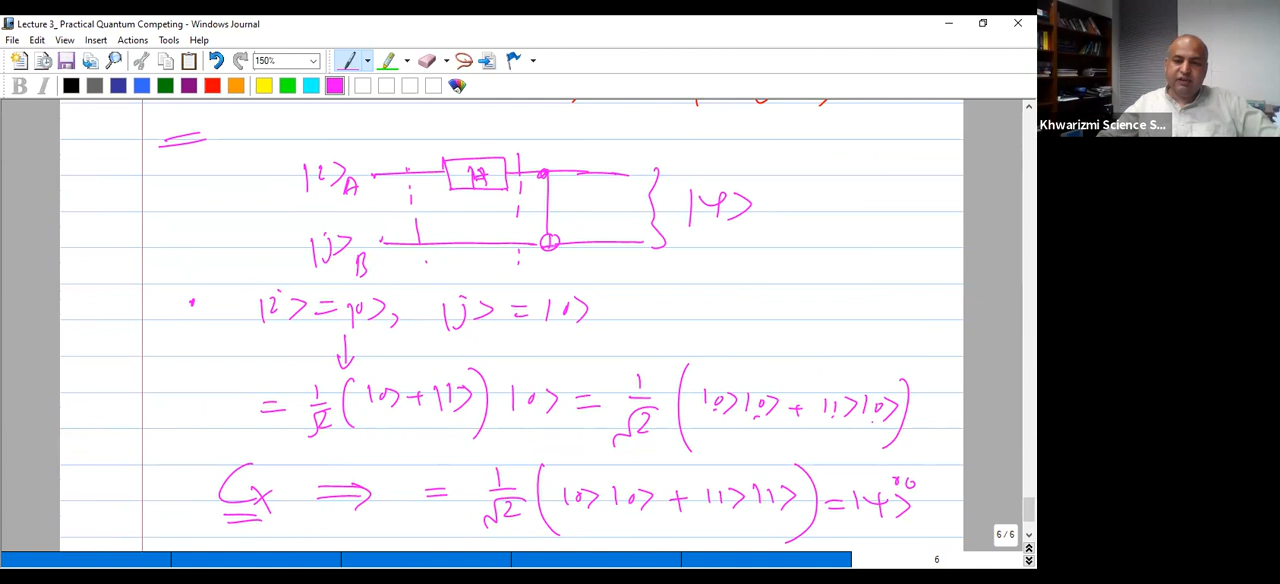 Lecture 3_ Practical Quantum Competing - Windows Journal
File Edit View Insert Actions Tools Help
150%
B I
Khwarizmi Science S...
|i>_A H
|j>_B
|ψ>
|i> = |0>, |j> = |0>
= 1/√2 (|0> + |1>) |0> = 1/√2 (|0>|0> + |1>|0>)
Cx ⇒ = 1/√2 (|0>|0> + |1>|1>) = |ψ>^00
6/6
6